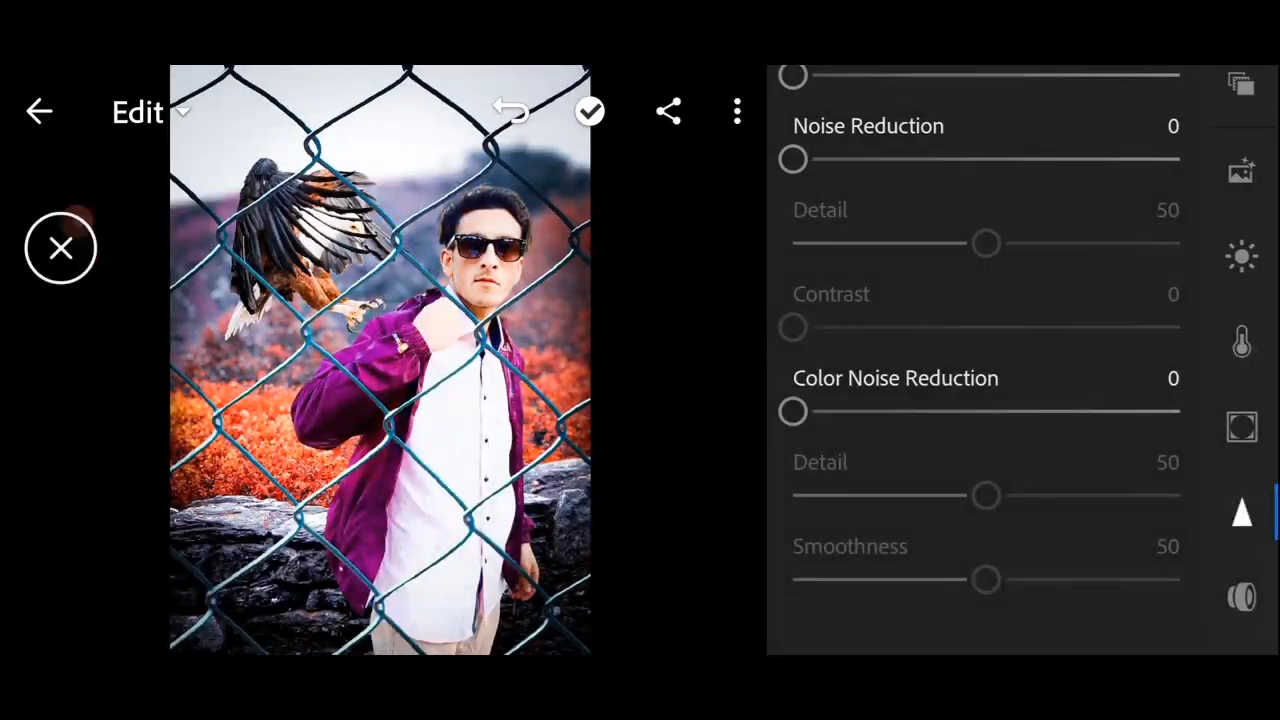 Edit
Noise Reduction 0
Detail 50
Contrast 0
Color Noise Reduction 0
Detail 50
Smoothness 50